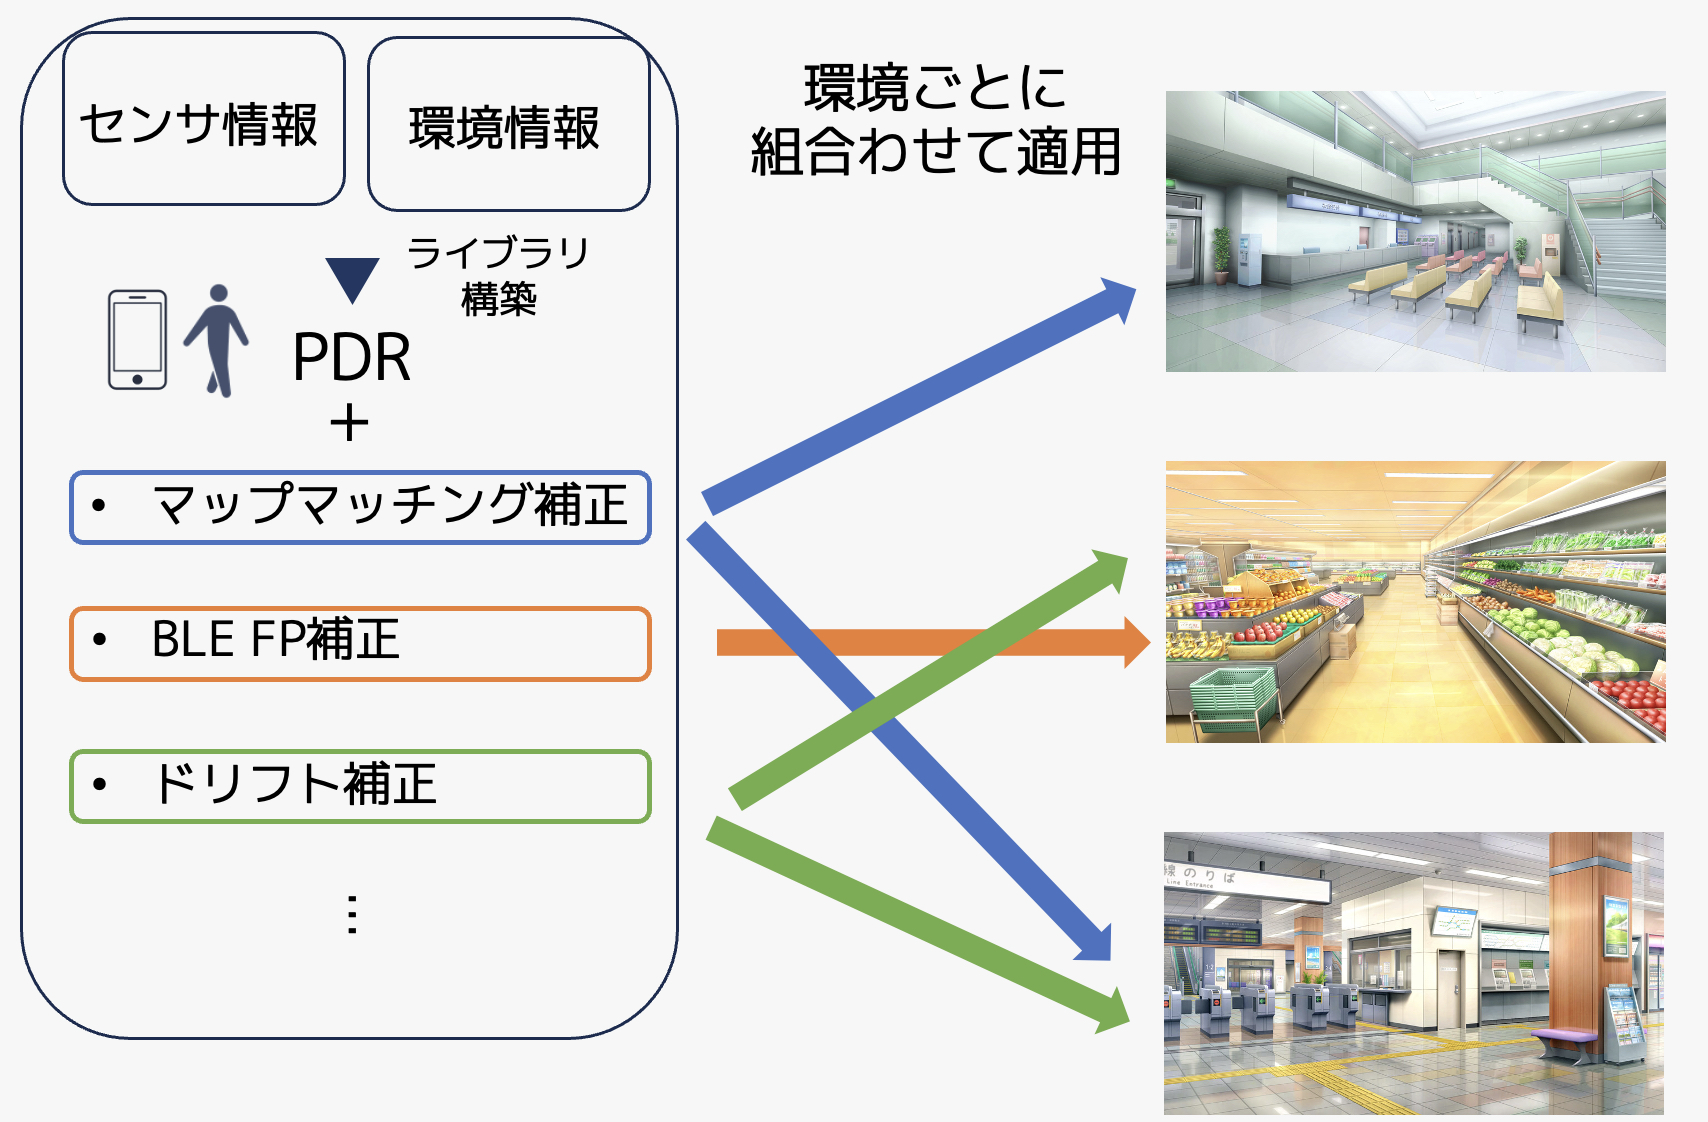 センサ情報
環境情報
環境ごとに
組合わせて適用
ライブラリ
構築
PDR
+
• マップマッチング補正
• BLE FP補正
• ドリフト補正
…
線のりば
Line Entrance